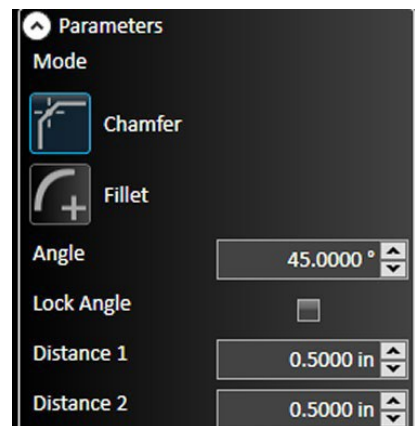 Parameters
Mode
Chamfer
Fillet
Angle 45.0000 °
Lock Angle
Distance 1 0.5000 in
Distance 2 0.5000 in